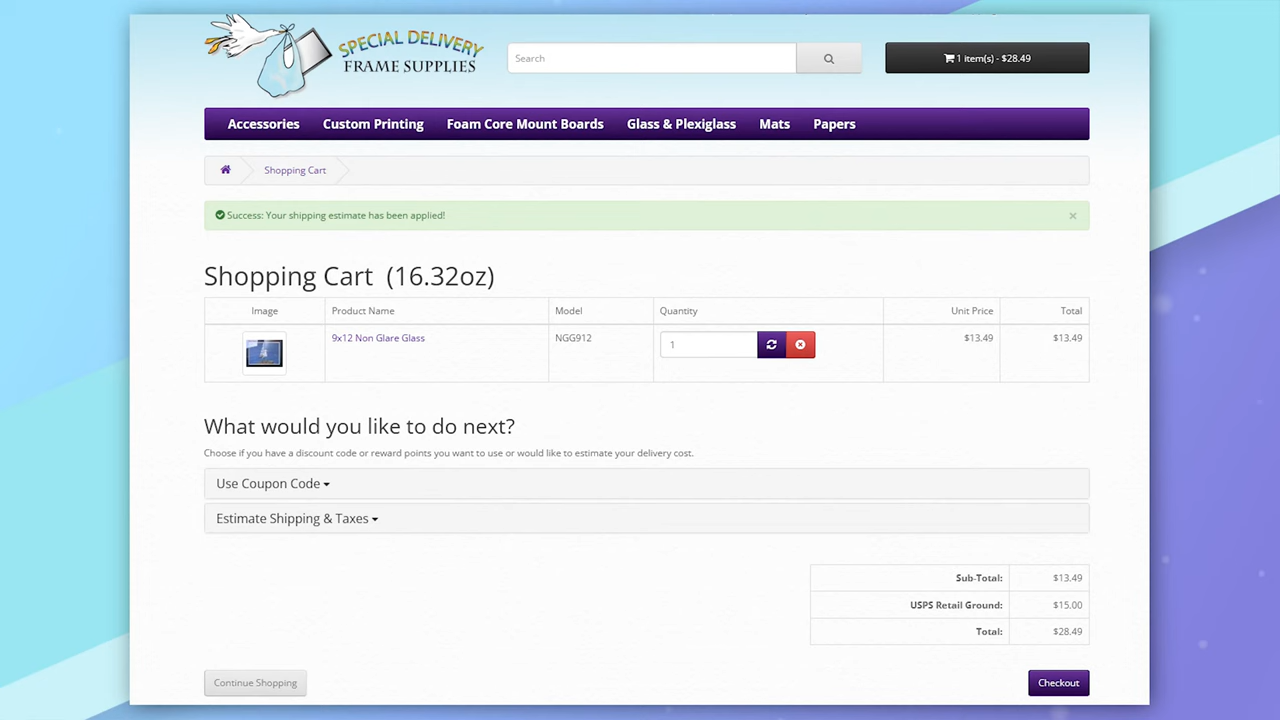 SPECIAL DELIVERY
FRAME SUPPLIES
Search
1 item(s) - $28.49
Accessories Custom Printing Foam Core Mount Boards Glass & Plexiglass Mats Papers
Shopping Cart
Success: Your shipping estimate has been applied! ×
Shopping Cart (16.32oz)
Image Product Name Model Quantity Unit Price Total
9x12 Non Glare Glass NGG912 1 $13.49 $13.49
What would you like to do next?
Choose if you have a discount code or reward points you want to use or would like to estimate your delivery cost.
Use Coupon Code
Estimate Shipping & Taxes
Sub-Total: $13.49
USPS Retail Ground: $15.00
Total: $28.49
Continue Shopping Checkout